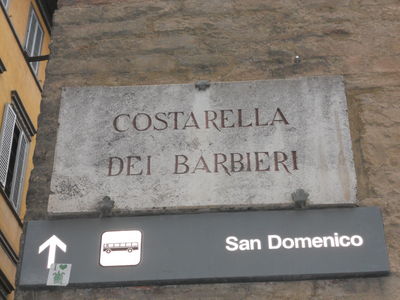 COSTARELLA
DEI BARBIERI
San Domenico